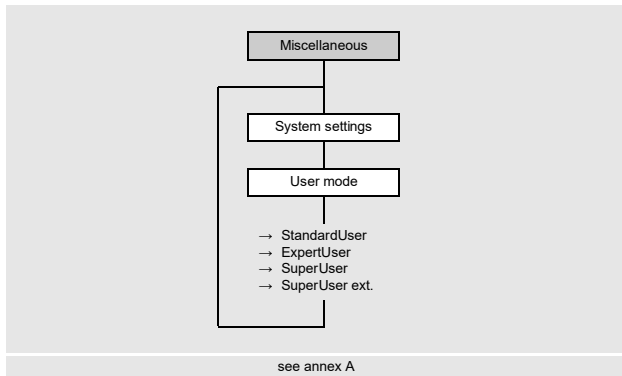 Miscellaneous
System settings
User mode
→ StandardUser
→ ExpertUser
→ SuperUser
→ SuperUser ext.
see annex A